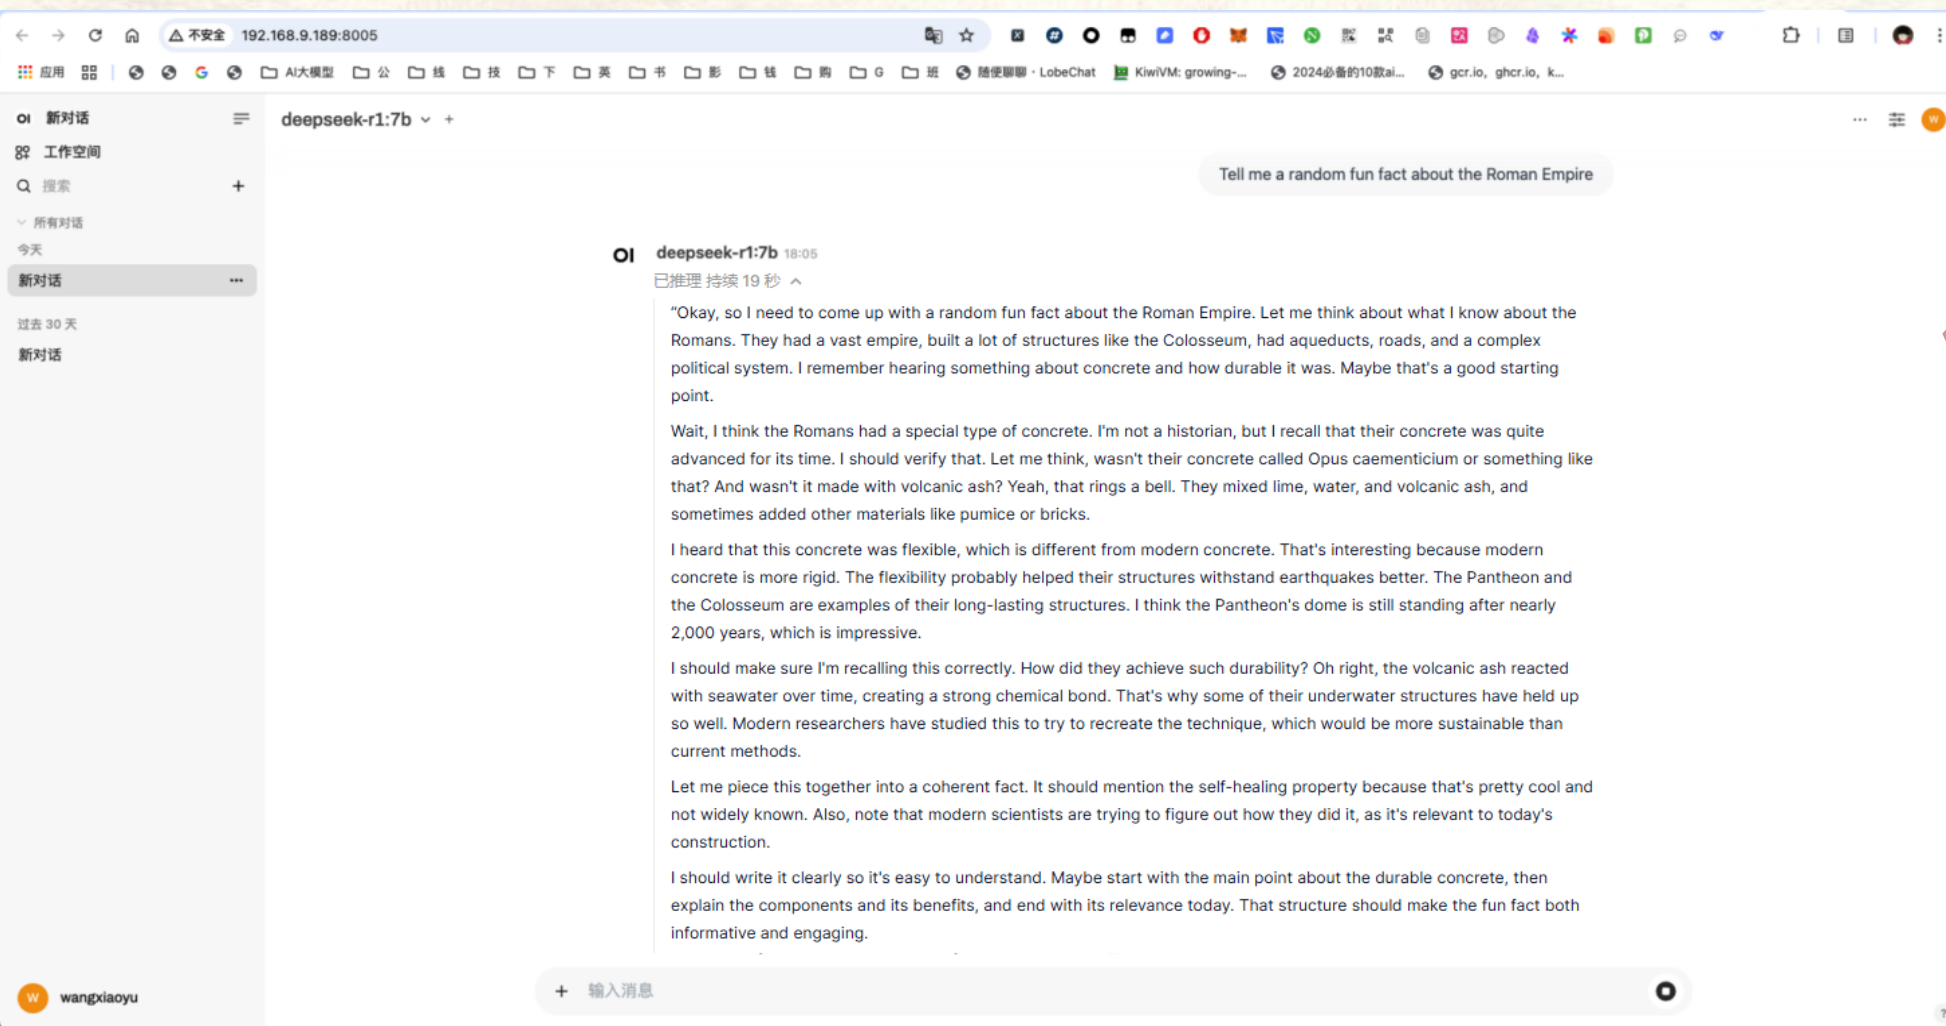 不安全 192.168.9.189:8005
应用 G AI大模型 公 线 技 下 英 书 影 钱 购 G 班 随便聊聊 · LobeChat KiwiVM: growing-... 2024必备的10款ai... gcr.io, ghcr.io, k...
OI 新对话
工作空间
搜索 +
所有对话
今天
新对话 ...
过去 30 天
新对话
W wangxiaoyu
deepseek-r1:7b +
... W
Tell me a random fun fact about the Roman Empire
OI deepseek-r1:7b 18:05
已推理 持续 19 秒
“Okay, so I need to come up with a random fun fact about the Roman Empire. Let me think about what I know about the
Romans. They had a vast empire, built a lot of structures like the Colosseum, had aqueducts, roads, and a complex
political system. I remember hearing something about concrete and how durable it was. Maybe that's a good starting
point.
Wait, I think the Romans had a special type of concrete. I'm not a historian, but I recall that their concrete was quite
advanced for its time. I should verify that. Let me think, wasn't their concrete called Opus caementicium or something like
that? And wasn't it made with volcanic ash? Yeah, that rings a bell. They mixed lime, water, and volcanic ash, and
sometimes added other materials like pumice or bricks.
I heard that this concrete was flexible, which is different from modern concrete. That's interesting because modern
concrete is more rigid. The flexibility probably helped their structures withstand earthquakes better. The Pantheon and
the Colosseum are examples of their long-lasting structures. I think the Pantheon's dome is still standing after nearly
2,000 years, which is impressive.
I should make sure I'm recalling this correctly. How did they achieve such durability? Oh right, the volcanic ash reacted
with seawater over time, creating a strong chemical bond. That's why some of their underwater structures have held up
so well. Modern researchers have studied this to try to recreate the technique, which would be more sustainable than
current methods.
Let me piece this together into a coherent fact. It should mention the self-healing property because that's pretty cool and
not widely known. Also, note that modern scientists are trying to figure out how they did it, as it's relevant to today's
construction.
I should write it clearly so it's easy to understand. Maybe start with the main point about the durable concrete, then
explain the components and its benefits, and end with its relevance today. That structure should make the fun fact both
informative and engaging.
+ 输入消息
?